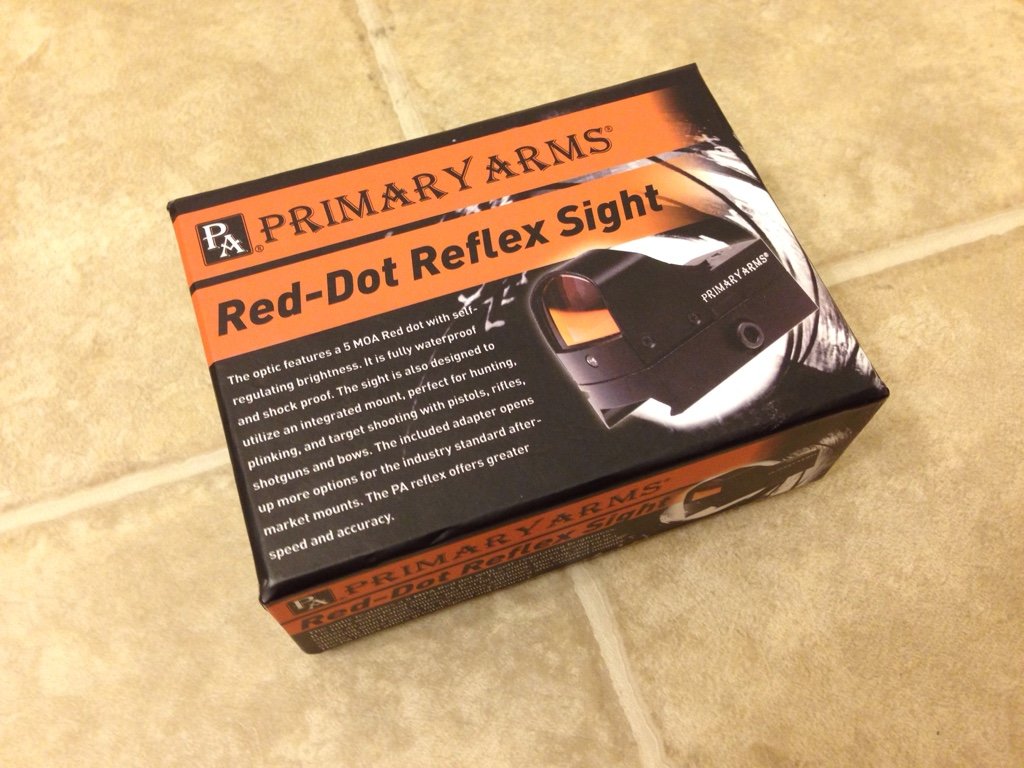 PA® PRIMARY ARMS®
Red-Dot Reflex Sight
The optic features a 5 MOA Red dot with self-
regulating brightness. It is fully waterproof
and shock proof. The sight is also designed to
utilize an integrated mount, perfect for hunting,
plinking, and target shooting with pistols, rifles,
shotguns and bows. The included adapter opens
up more options for the industry standard after-
market mounts. The PA reflex offers greater
speed and accuracy.
PRIMARY ARMS®
PA PRIMARY ARMS®
Red-Dot Reflex Sight